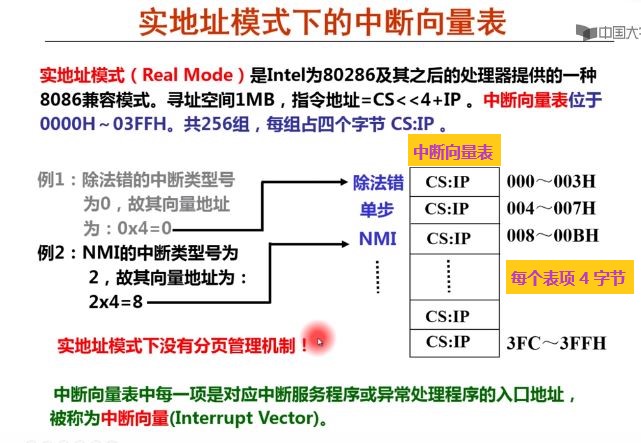 实地址模式下的中断向量表
中国大
实地址模式（Real Mode）是Intel为80286及其之后的处理器提供的一种
8086兼容模式。寻址空间1MB，指令地址=CS<<4+IP 。中断向量表位于
0000H～03FFH。共256组，每组占四个字节 CS:IP 。
中断向量表
例1：除法错的中断类型号
为0，故其向量地址
为：0x4=0
例2：NMI的中断类型号为
2，故其向量地址为：
2x4=8
除法错 CS:IP 000～003H
单步 CS:IP 004～007H
NMI CS:IP 008～00BH
每个表项 4 字节
CS:IP
CS:IP 3FC～3FFH
实地址模式下没有分页管理机制！
中断向量表中每一项是对应中断服务程序或异常处理程序的入口地址，
被称为中断向量(Interrupt Vector)。